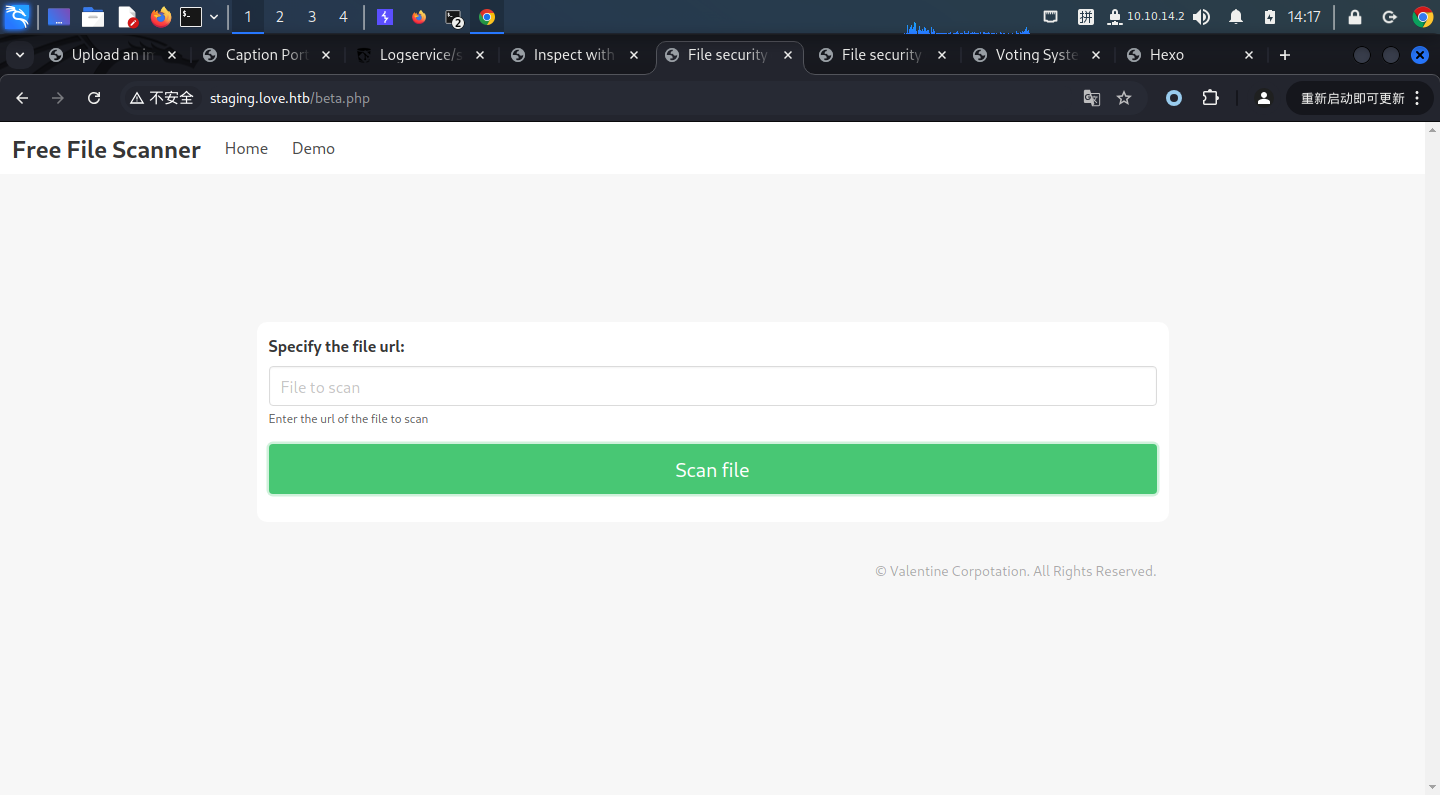 1 2 3 4 2 拼 10.10.14.2 14:17
Upload an in Caption Port Logservice/s Inspect with File security File security Voting Syste Hexo
不安全 staging.love.htb/beta.php 重新启动即可更新
Free File Scanner Home Demo
Specify the file url:
File to scan
Enter the url of the file to scan
Scan file
© Valentine Corpotation. All Rights Reserved.